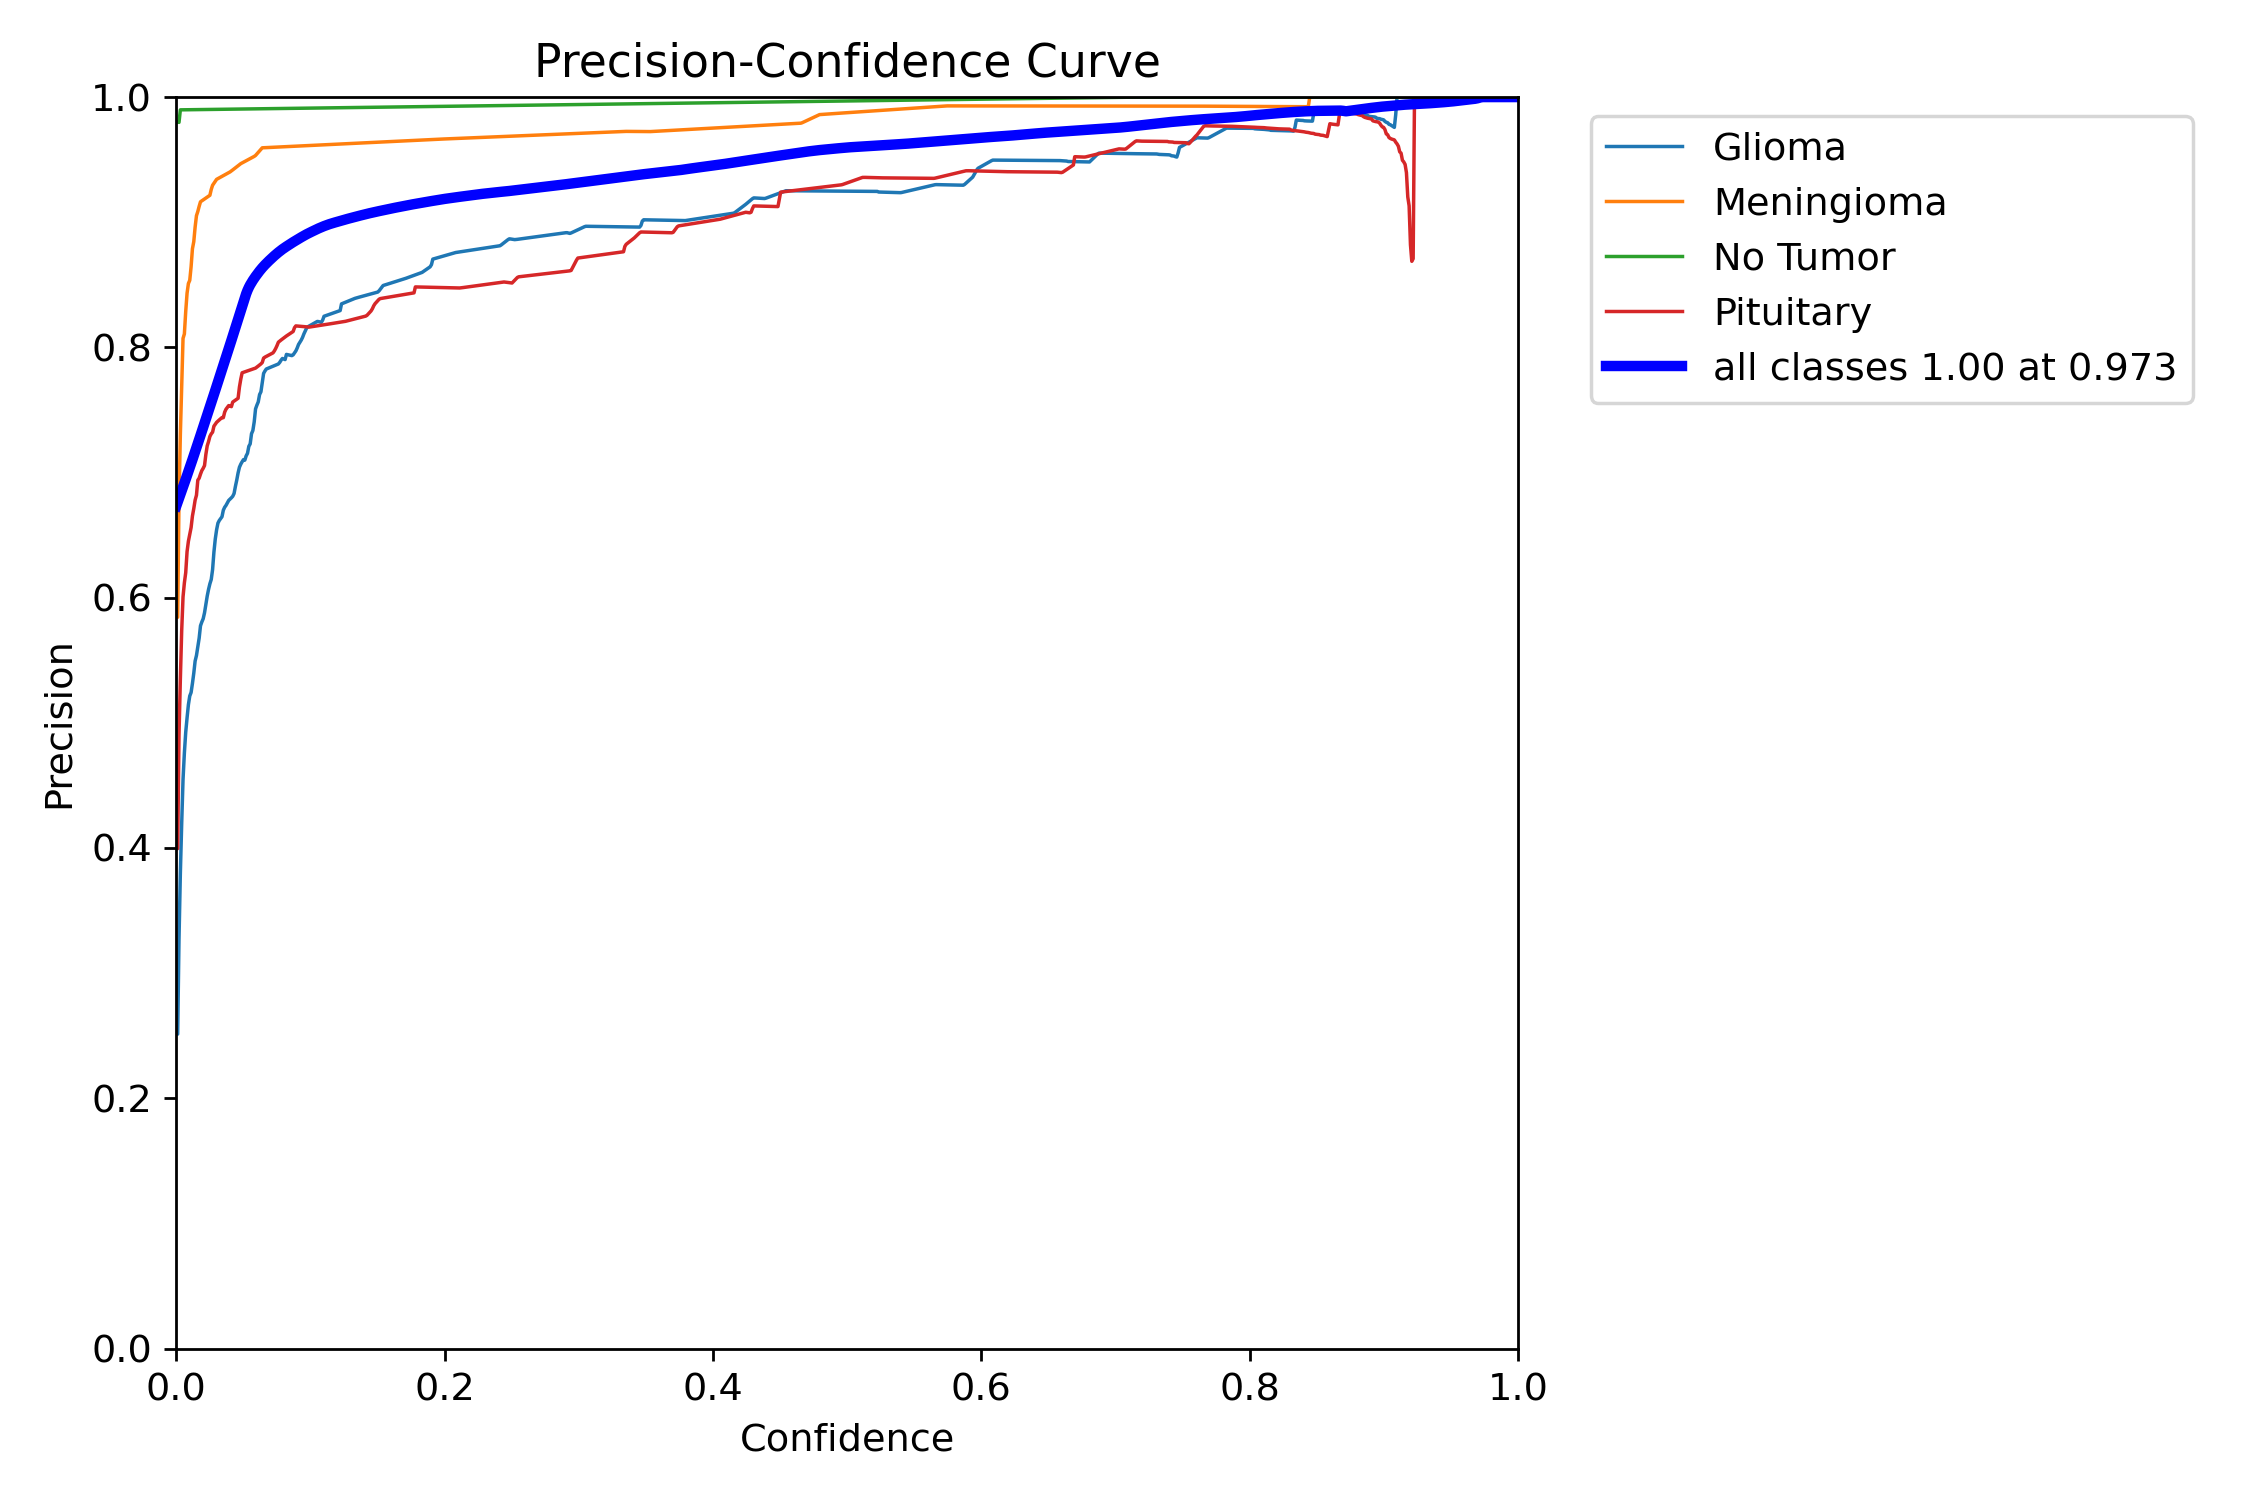 Precision-Confidence Curve
1.0
0.8
0.6
0.4
0.2
0.0
Precision
0.0 0.2 0.4 0.6 0.8 1.0
Confidence
Glioma
Meningioma
No Tumor
Pituitary
all classes 1.00 at 0.973